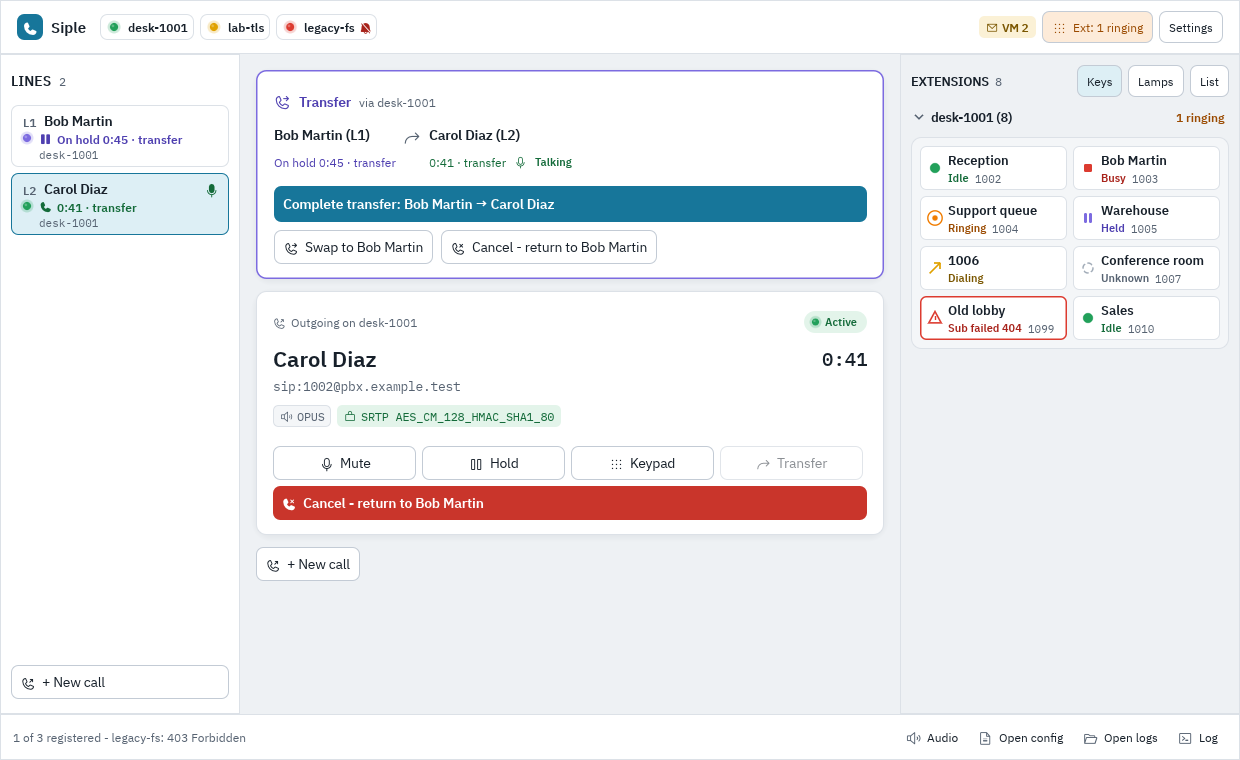 Siple
desk-1001
lab-tls
legacy-fs
VM 2
Ext: 1 ringing
Settings
LINES 2
L1 Bob Martin
On hold 0:45 · transfer
desk-1001
L2 Carol Diaz
0:41 · transfer
desk-1001
+ New call
Transfer via desk-1001
Bob Martin (L1) Carol Diaz (L2)
On hold 0:45 · transfer 0:41 · transfer Talking
Complete transfer: Bob Martin → Carol Diaz
Swap to Bob Martin
Cancel - return to Bob Martin
Outgoing on desk-1001
Active
Carol Diaz 0:41
sip:1002@pbx.example.test
OPUS
SRTP AES_CM_128_HMAC_SHA1_80
Mute
Hold
Keypad
Transfer
Cancel - return to Bob Martin
+ New call
EXTENSIONS 8
Keys
Lamps
List
desk-1001 (8) 1 ringing
Reception
Idle 1002
Bob Martin
Busy 1003
Support queue
Ringing 1004
Warehouse
Held 1005
1006
Dialing
Conference room
Unknown 1007
Old lobby
Sub failed 404 1099
Sales
Idle 1010
1 of 3 registered - legacy-fs: 403 Forbidden
Audio
Open config
Open logs
Log